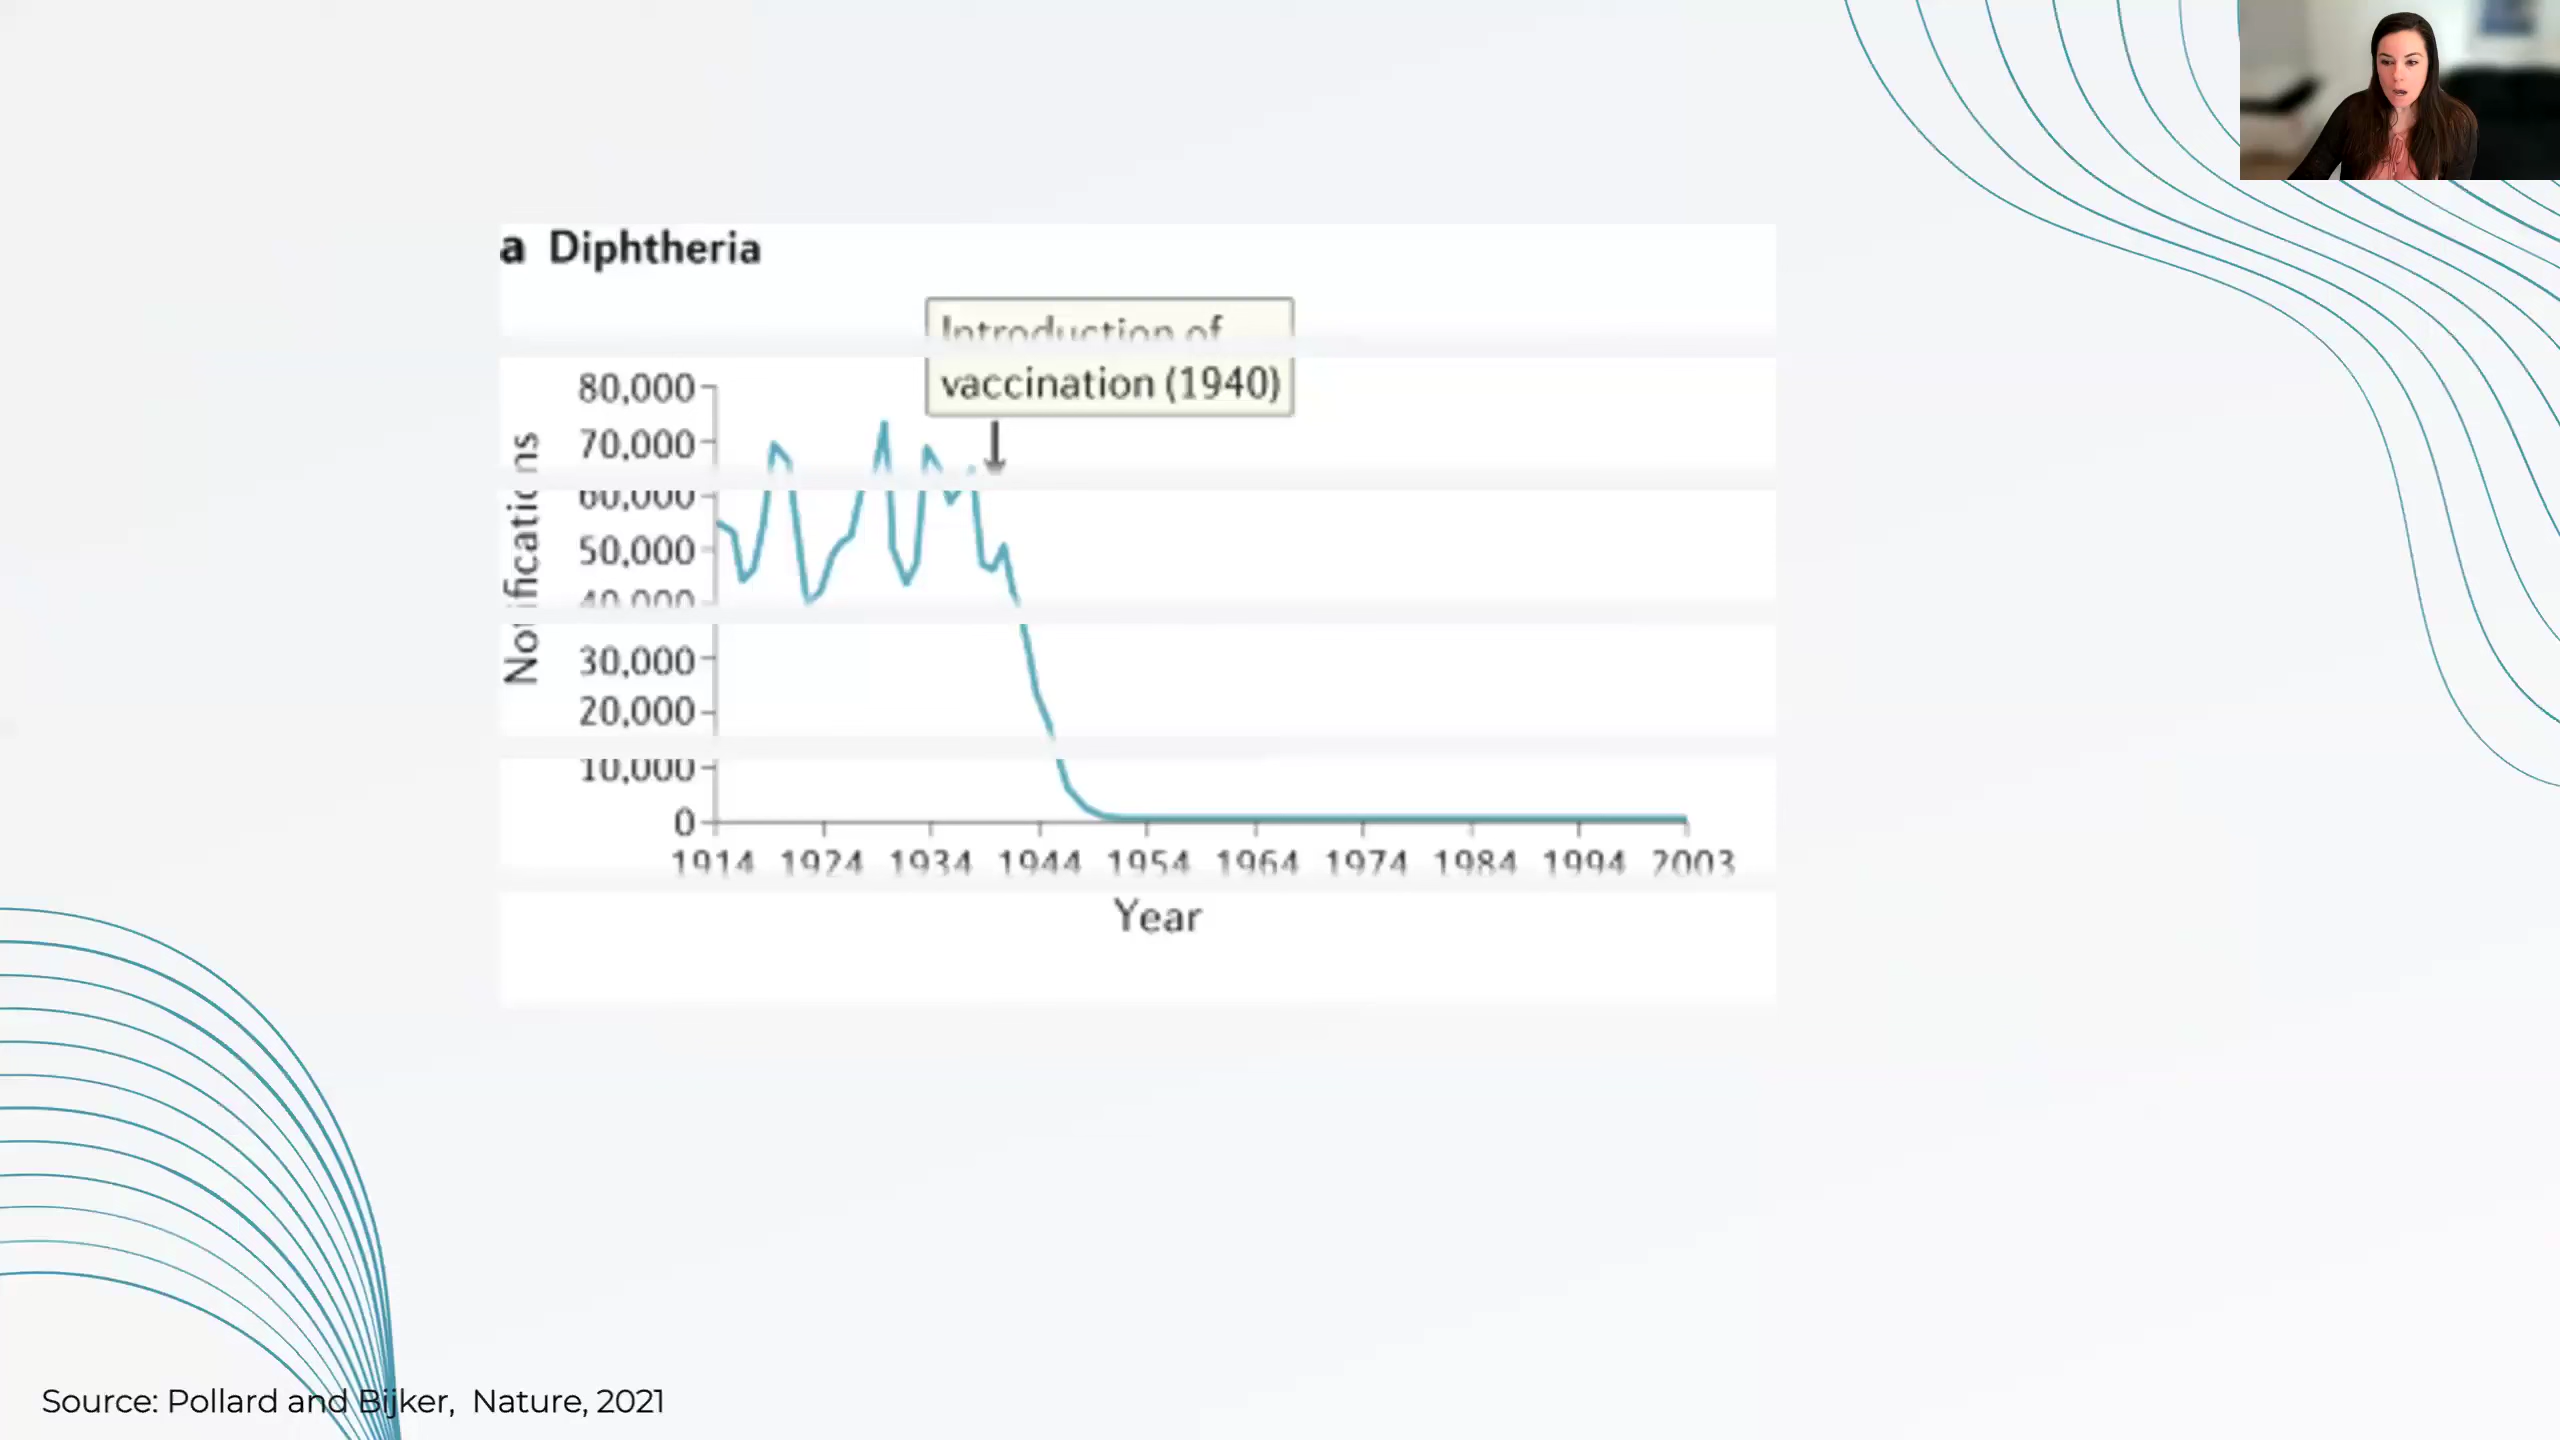 a Diphtheria
Introduction of
vaccination (1940)
80,000
70,000
60,000
50,000
40,000
30,000
20,000
10,000
0
Notifications
1914 1924 1934 1944 1954 1964 1974 1984 1994 2003
Year
Source: Pollard and Bijker, Nature, 2021